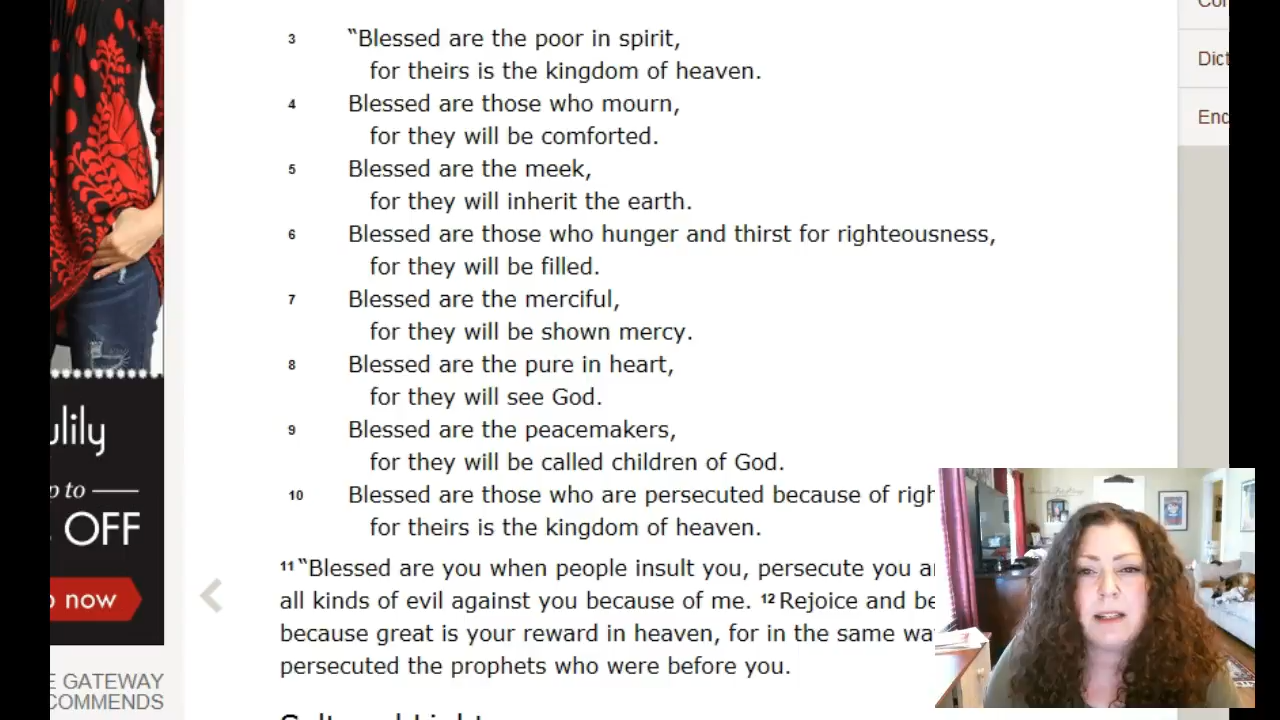 Dict
3 “Blessed are the poor in spirit,
for theirs is the kingdom of heaven.
4 Blessed are those who mourn,
for they will be comforted.
5 Blessed are the meek,
for they will inherit the earth.
6 Blessed are those who hunger and thirst for righteousness,
for they will be filled.
7 Blessed are the merciful,
for they will be shown mercy.
8 Blessed are the pure in heart,
for they will see God.
9 Blessed are the peacemakers,
for they will be called children of God.
10 Blessed are those who are persecuted because of righ
for theirs is the kingdom of heaven.
11 “Blessed are you when people insult you, persecute you a
all kinds of evil against you because of me. 12 Rejoice and be
because great is your reward in heaven, for in the same wa
persecuted the prophets who were before you.
ulily
to
OFF
now
E GATEWAY
COMMENDS
Enc